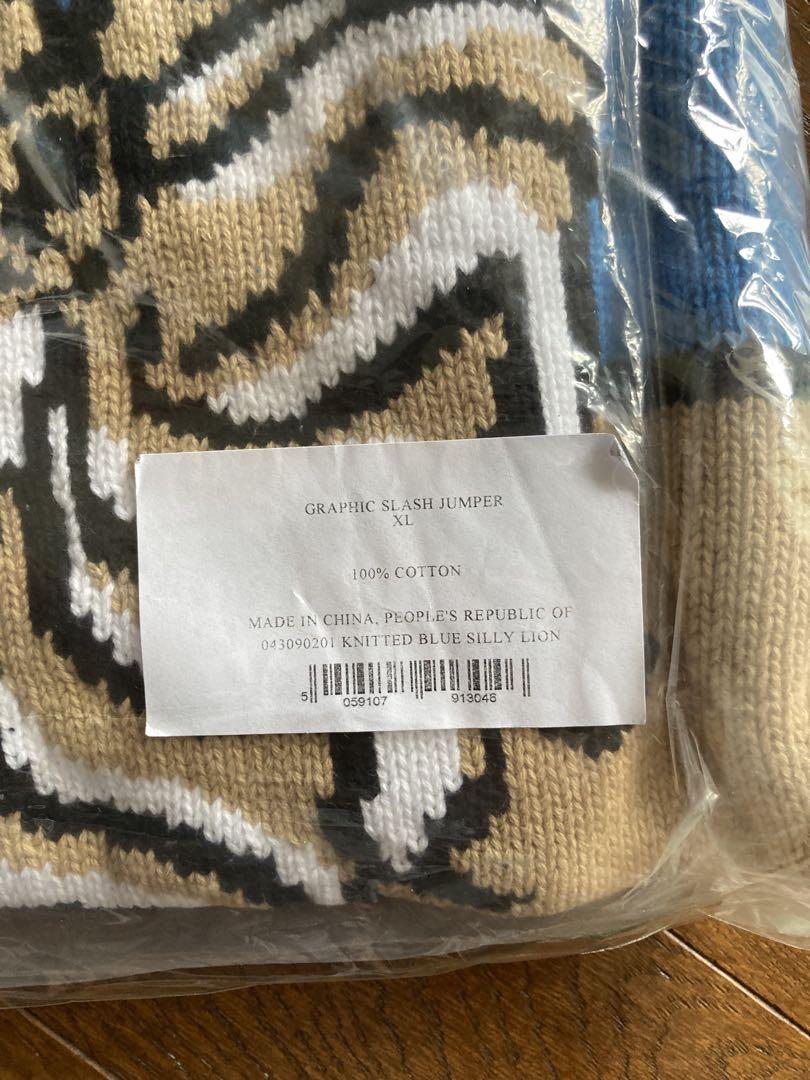 GRAPHIC SLASH JUMPER
XL
100% COTTON
MADE IN CHINA, PEOPLE'S REPUBLIC OF
043090201 KNITTED BLUE SILLY LION
5 059107 913046